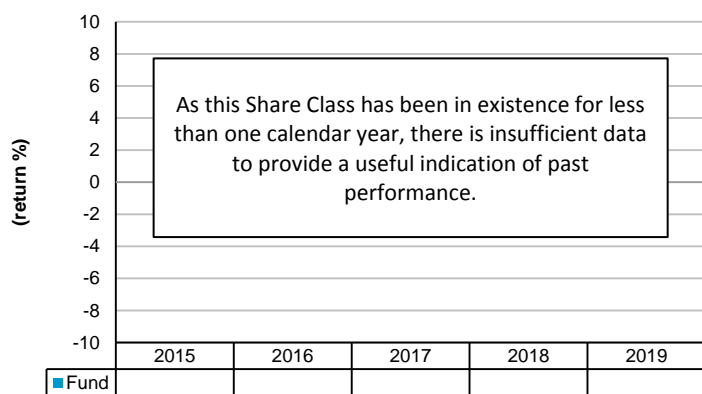 10
8
6
4
2
0
-2
-4
-6
-8
-10
(return %)
As this Share Class has been in existence for less
than one calendar year, there is insufficient data
to provide a useful indication of past
performance.
2015 2016 2017 2018 2019
Fund